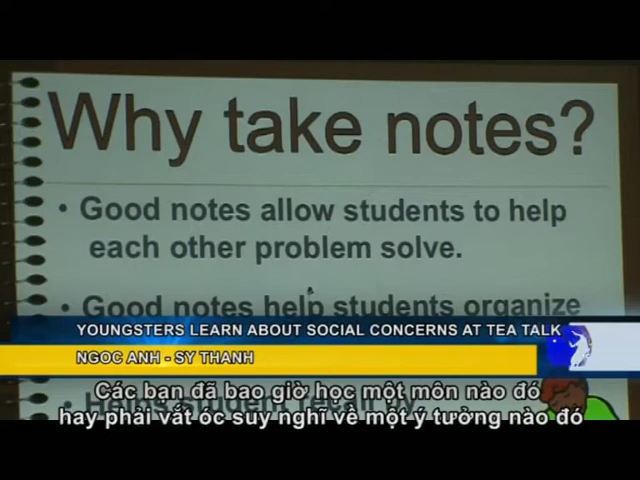 Why take notes?
• Good notes allow students to help
each other problem solve.
• Good notes help students organize
YOUNGSTERS LEARN ABOUT SOCIAL CONCERNS AT TEA TALK
NGOC ANH - SY THANH
Các bạn đã bao giờ học một môn nào đó
hay phải vắt óc suy nghĩ về một ý tưởng nào đó